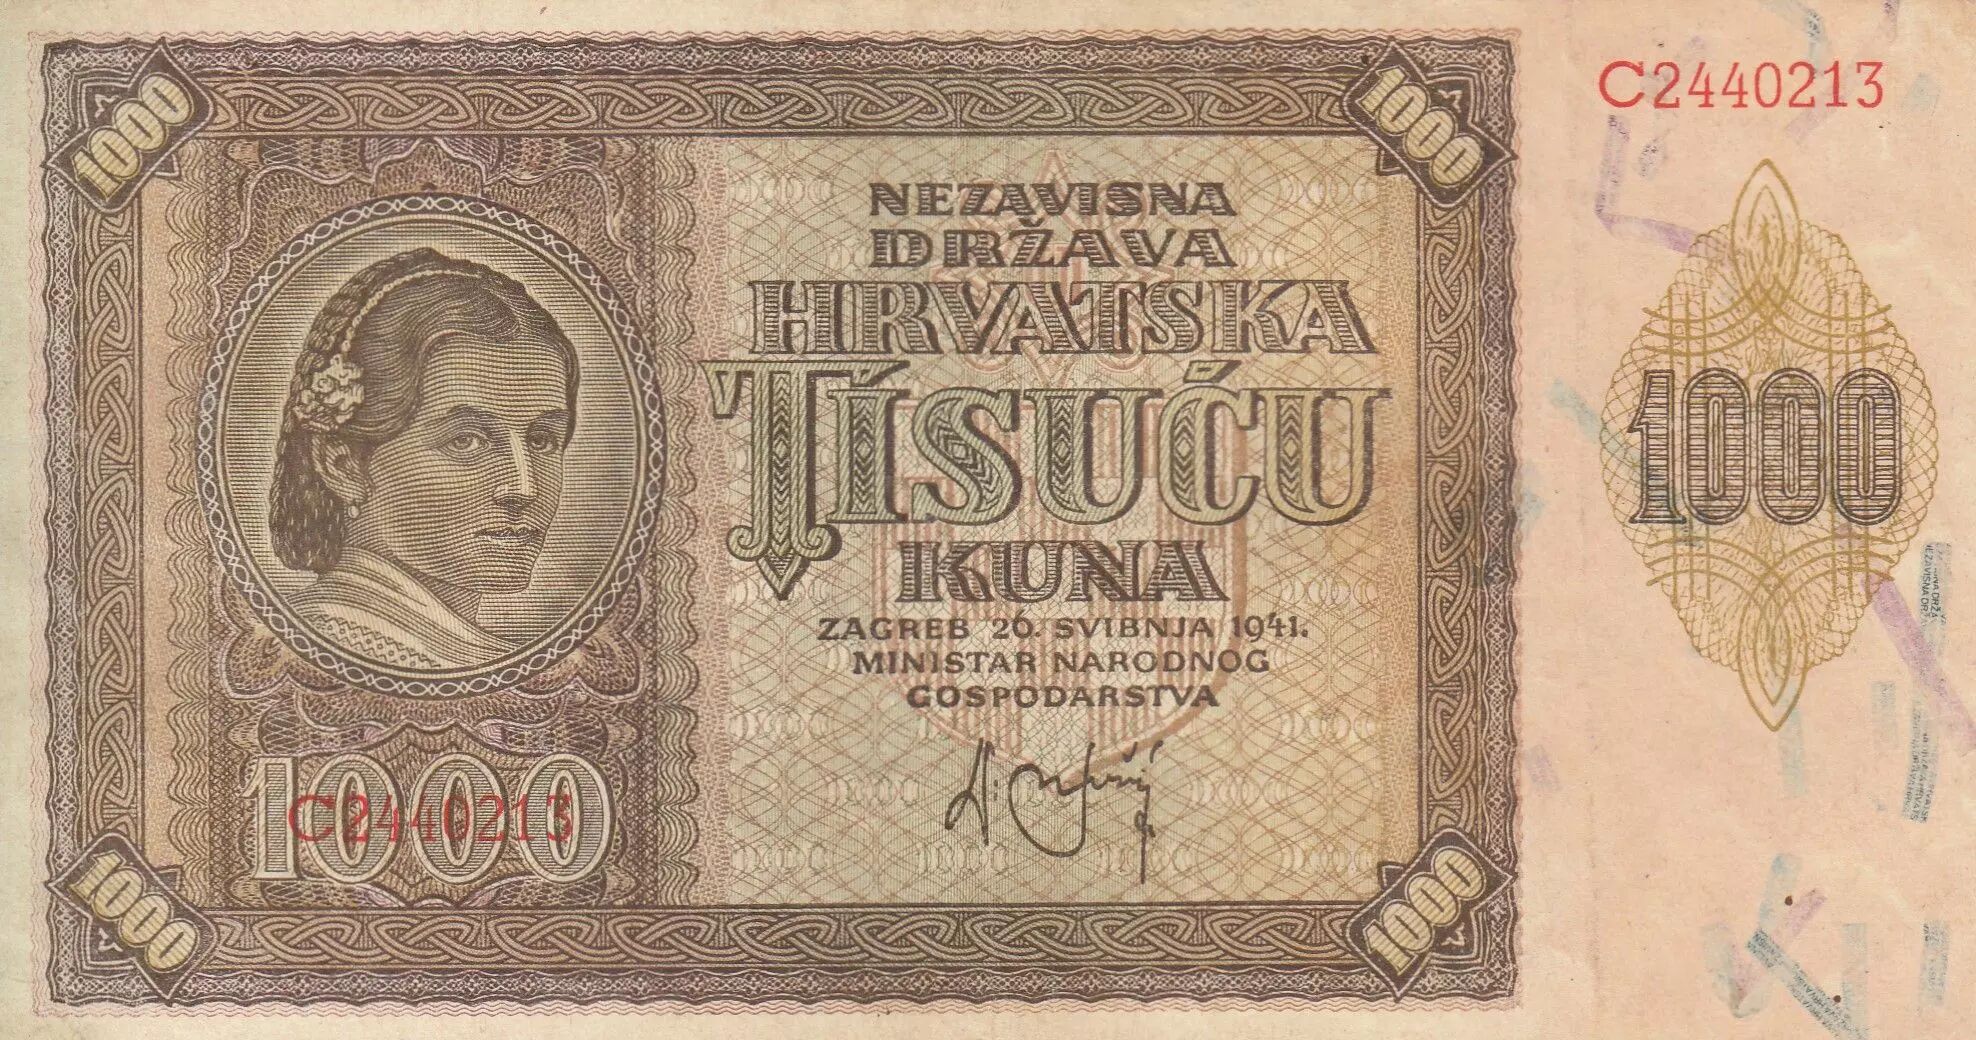 1000
1000
C2440213
NEZAVISNA
DRŽAVA
HRVATSKA
TISUĆU
KUNA
1000
ZAGREB 26. SVIBNJA 1941.
MINISTAR NARODNOG
GOSPODARSTVA
1000
C2440213
1000
1000